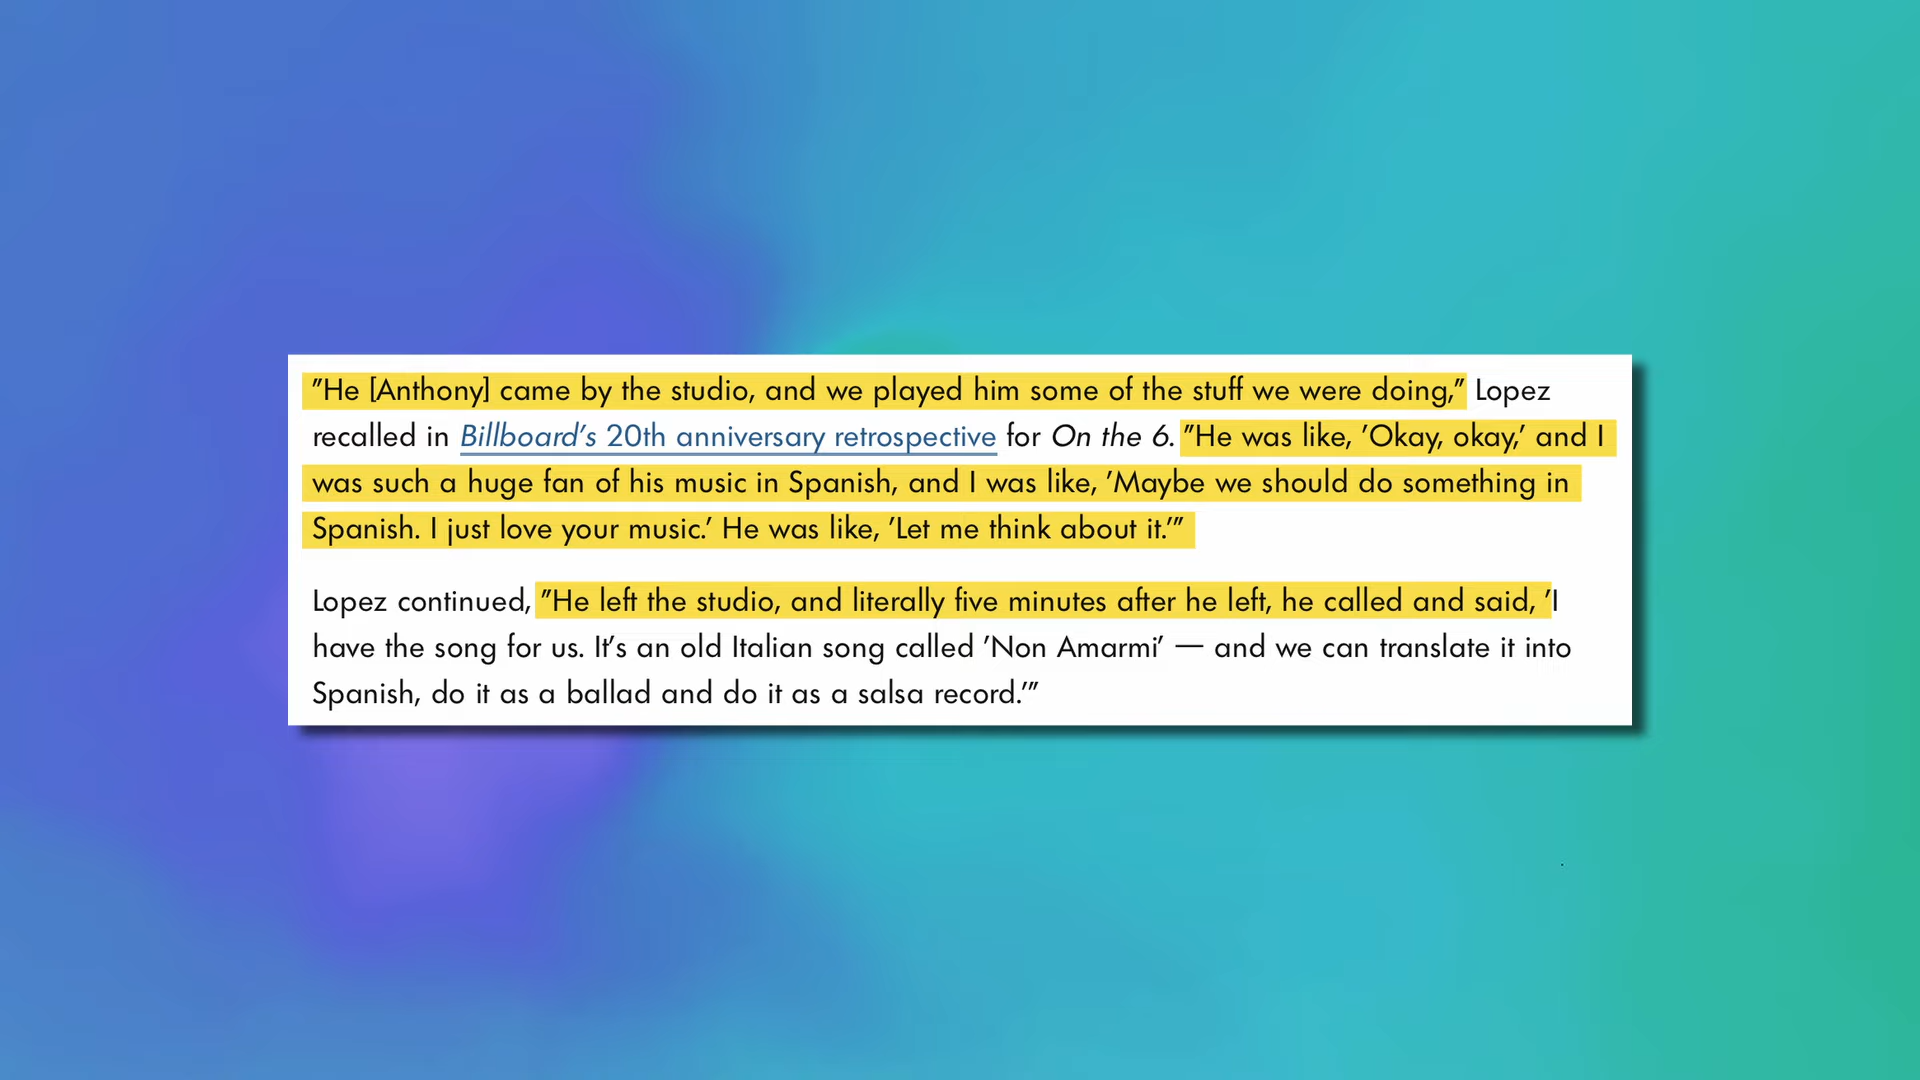 "He [Anthony] came by the studio, and we played him some of the stuff we were doing," Lopez
recalled in Billboard's 20th anniversary retrospective for On the 6. "He was like, 'Okay, okay,' and I
was such a huge fan of his music in Spanish, and I was like, 'Maybe we should do something in
Spanish. I just love your music.' He was like, 'Let me think about it.'"
Lopez continued, "He left the studio, and literally five minutes after he left, he called and said, 'I
have the song for us. It's an old Italian song called 'Non Amarmi' — and we can translate it into
Spanish, do it as a ballad and do it as a salsa record.'"